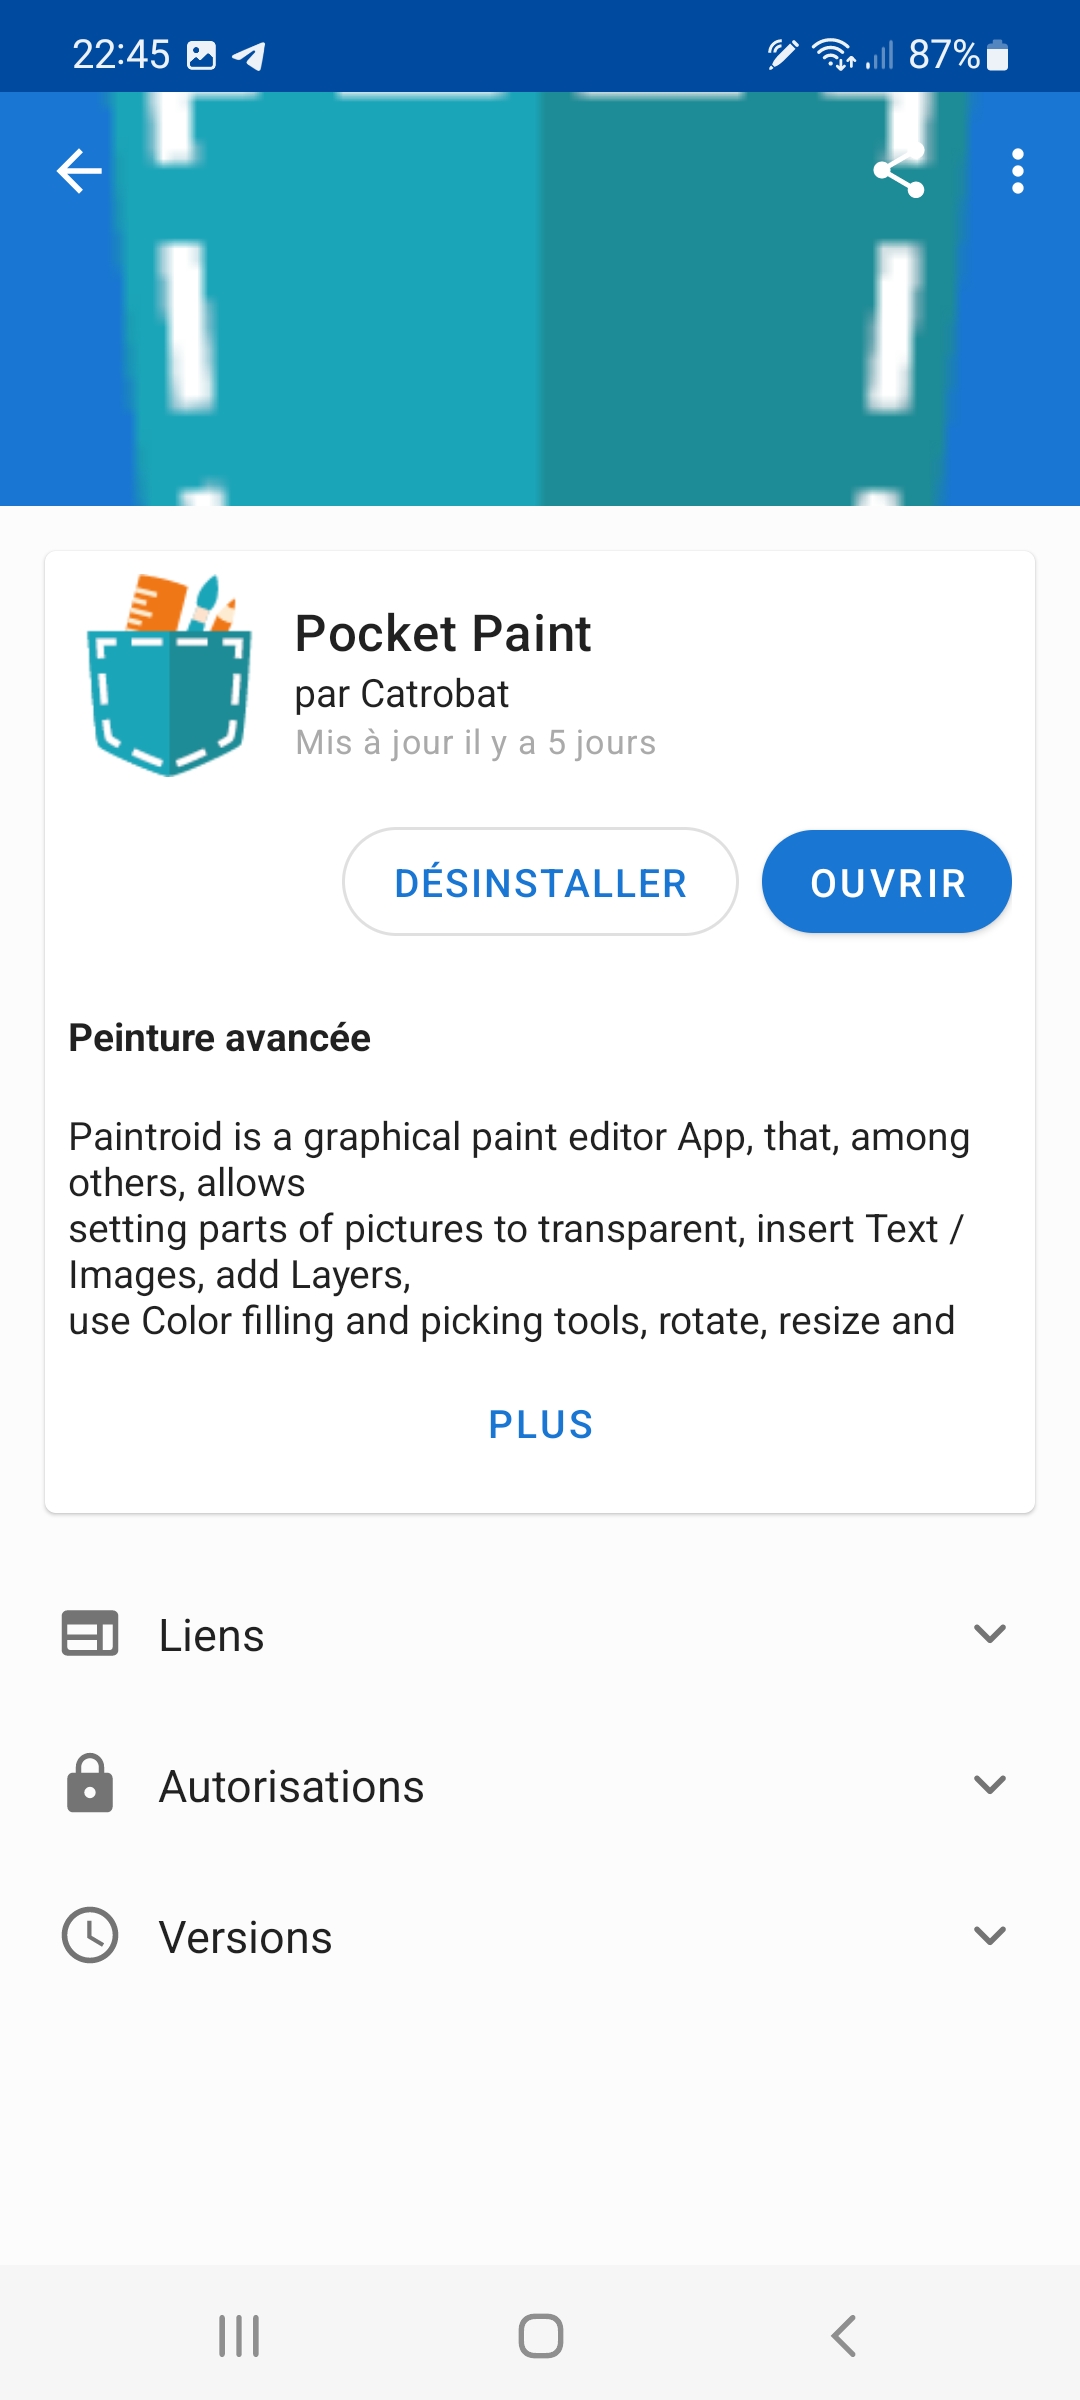 22:45
87%
Pocket Paint
par Catrobat
Mis à jour il y a 5 jours
DÉSINSTALLER
OUVRIR
Peinture avancée
Paintroid is a graphical paint editor App, that, among
others, allows
setting parts of pictures to transparent, insert Text /
Images, add Layers,
use Color filling and picking tools, rotate, resize and
PLUS
Liens
Autorisations
Versions